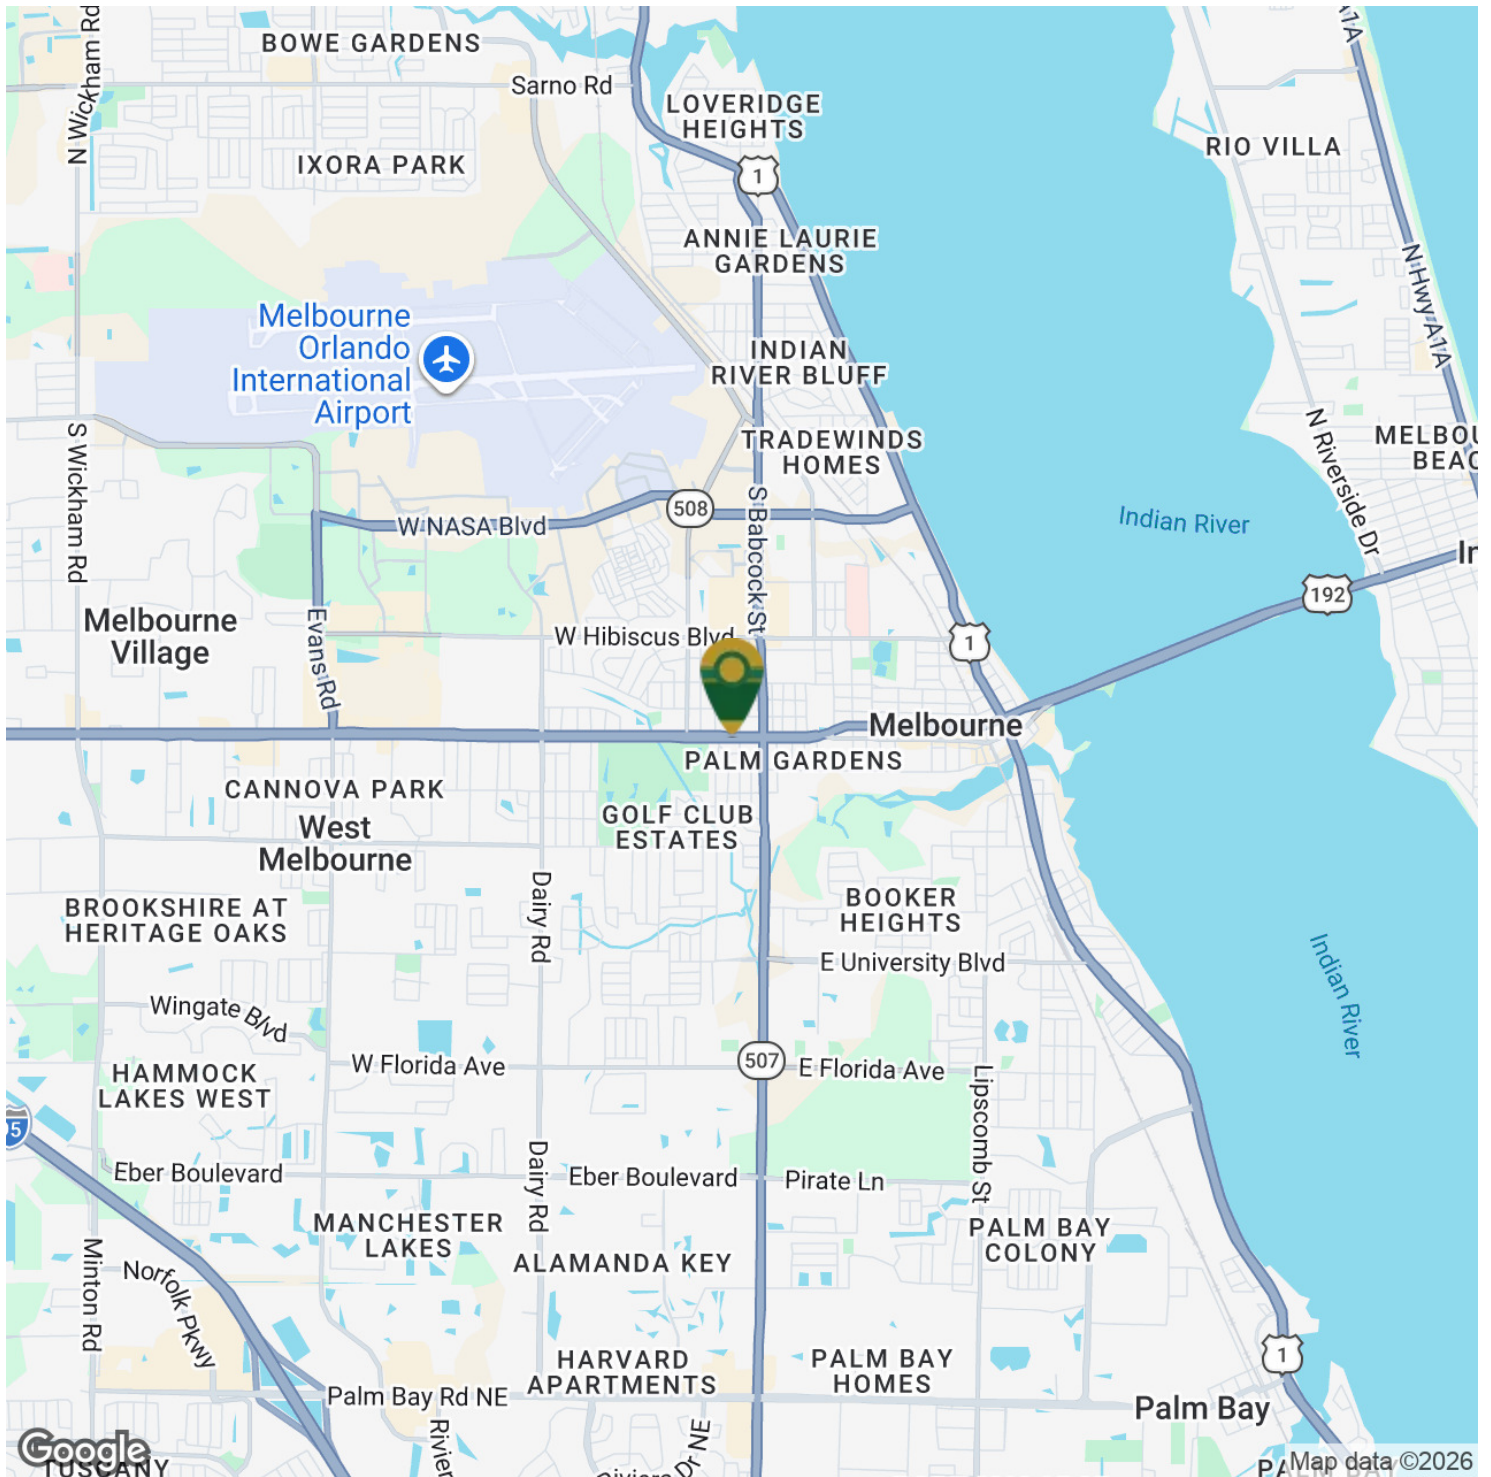 BOWE GARDENS
N Wickham Rd
Sarno Rd
A1A
LOVERIDGE
HEIGHTS
RIO VILLA
IXORA PARK
1
ANNIE LAURIE
GARDENS
N Hwy A1A
Melbourne
Orlando
International
Airport
INDIAN
RIVER BLUFF
TRADEWINDS
HOMES
S Wickham Rd
N Riverside Dr
MELBOU
BEAC
508
S Babcock St
W NASA Blvd
Indian River
In
192
Melbourne
Village
Evans Rd
W Hibiscus Blvd
1
Melbourne
PALM GARDENS
CANNOVA PARK
West
Melbourne
GOLF CLUB
ESTATES
Dairy Rd
BROOKSHIRE AT
HERITAGE OAKS
BOOKER
HEIGHTS
E University Blvd
Indian River
Wingate Blvd
HAMMOCK
LAKES WEST
W Florida Ave
507
E Florida Ave
Lipscomb St
95
Eber Boulevard
Dairy Rd
Eber Boulevard
Pirate Ln
MANCHESTER
LAKES
PALM BAY
COLONY
ALAMANDA KEY
Minton Rd
Norfolk Pkwy
HARVARD
APARTMENTS
PALM BAY
HOMES
1
Palm Bay Rd NE
Palm Bay
Rivier
Riviera Dr NE
Google
TUSCANY
Map data ©2026